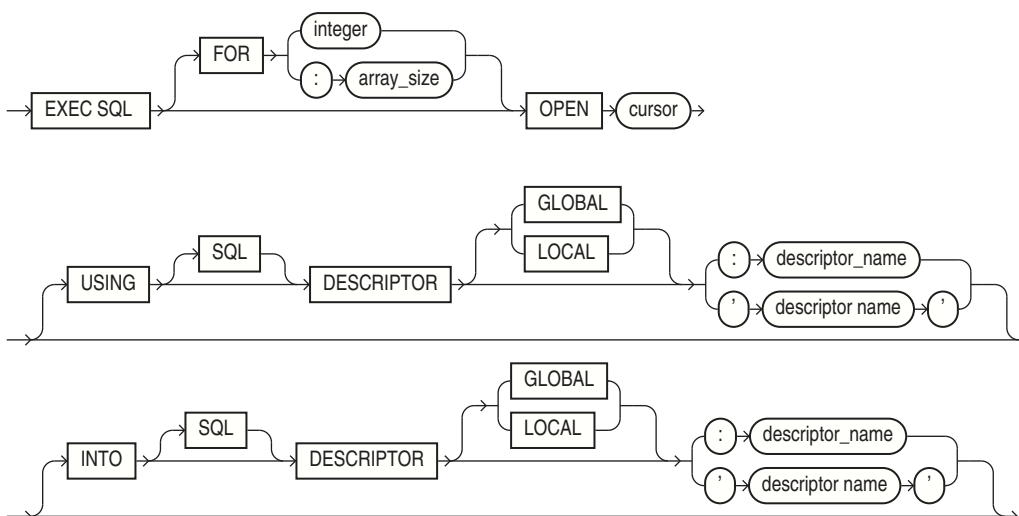 integer
FOR
: array_size
EXEC SQL OPEN cursor
GLOBAL
SQL LOCAL : descriptor_name
USING DESCRIPTOR ' descriptor name '
GLOBAL
SQL LOCAL : descriptor_name
INTO DESCRIPTOR ' descriptor name '